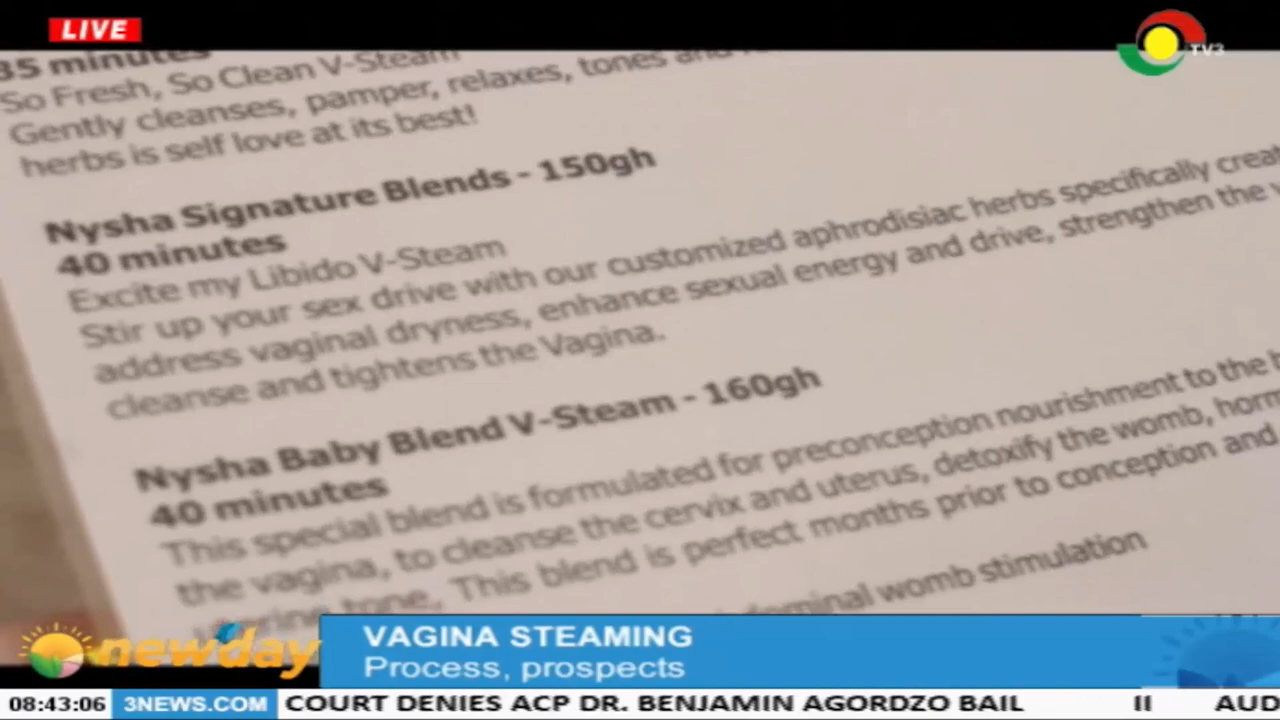 LIVE
TV3
35 minutes
So Fresh, So Clean V-Steam
Gently cleanses, pamper, relaxes, tones and
herbs is self love at its best!
Nysha Signature Blends - 150gh
40 minutes
Excite my Libido V-Steam
Stir up your sex drive with our customized aphrodisiac herbs specifically
address vaginal dryness, enhance sexual energy and drive, strengthen the
cleanse and tightens the Vagina.
Nysha Baby Blend V-Steam - 160gh
40 minutes
This special blend is formulated for preconception nourishment to the
the vagina, to cleanse the cervix and uterus, detoxify the womb,
tone. This blend is perfect months prior to conception and
womb stimulation
newday
VAGINA STEAMING
Process, prospects
08:43:06 3NEWS.COM COURT DENIES ACP DR. BENJAMIN AGORDZO BAIL II AUD